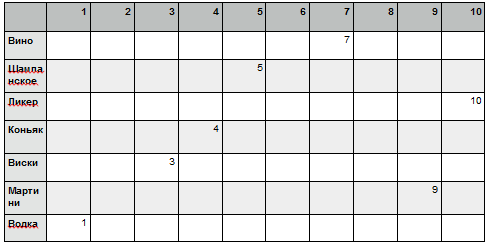 1 2 3 4 5 6 7 8 9 10
Вино 7
Шампа
нское 5
Ликер 10
Коньяк 4
Виски 3
Марти
ни 9
Водка 1